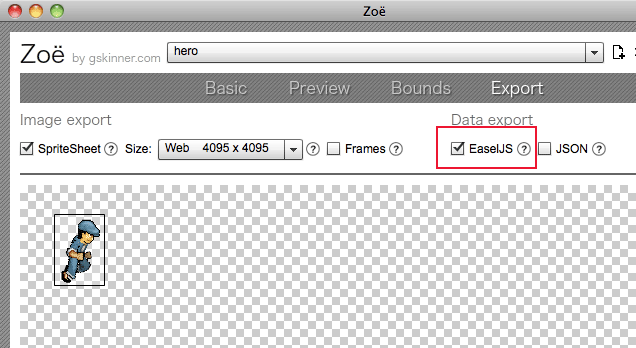 Zoë
Zoë by gskinner.com hero
Basic Preview Bounds Export
Image export Data export
SpriteSheet ? Size: Web 4095 x 4095 ? Frames ? EaselJS ? JSON ?